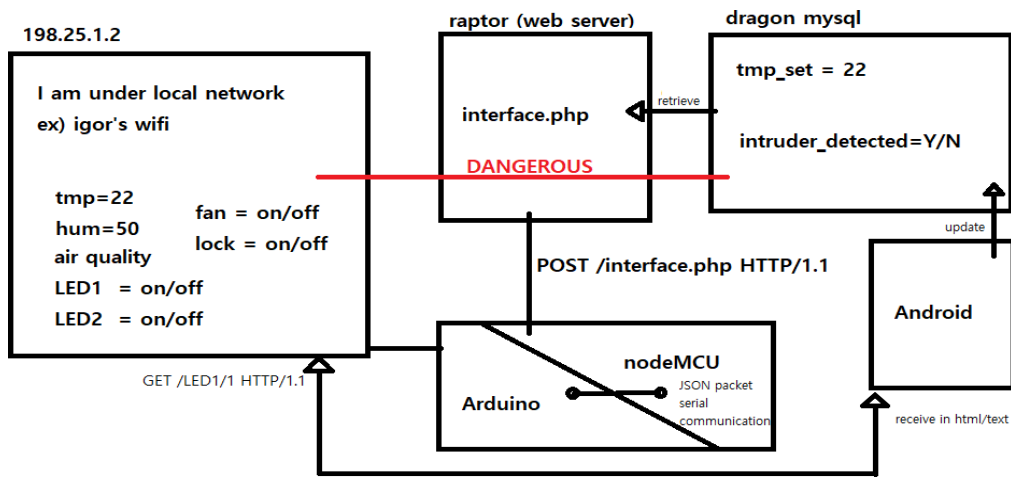 198.25.1.2
I am under local network
ex) igor's wifi
tmp=22
hum=50
air quality
LED1 = on/off
LED2 = on/off
fan = on/off
lock = on/off
raptor (web server)
interface.php
DANGEROUS
dragon mysql
tmp_set = 22
intruder_detected=Y/N
retrieve
update
POST /interface.php HTTP/1.1
Android
nodeMCU
JSON packet
serial
communication
Arduino
GET /LED1/1 HTTP/1.1
receive in html/text